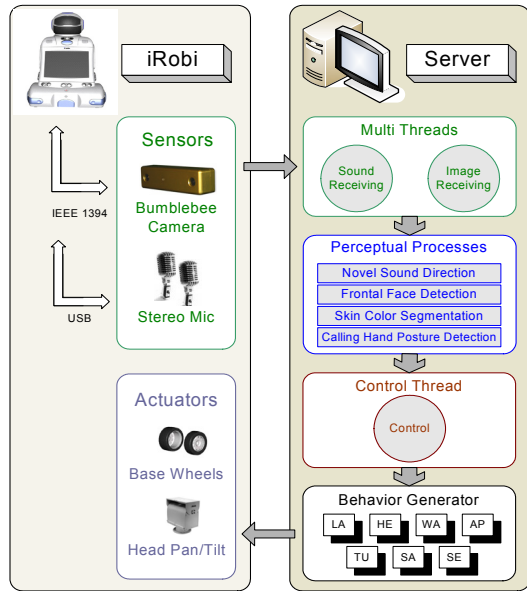 iRobi
IEEE 1394
USB
Sensors
Bumblebee
Camera
Stereo Mic
Actuators
Base Wheels
Head Pan/Tilt
Server
Multi Threads
Sound
Receiving
Image
Receiving
Perceptual Processes
Novel Sound Direction
Frontal Face Detection
Skin Color Segmentation
Calling Hand Posture Detection
Control Thread
Control
Behavior Generator
LA HE WA AP
TU SA SE